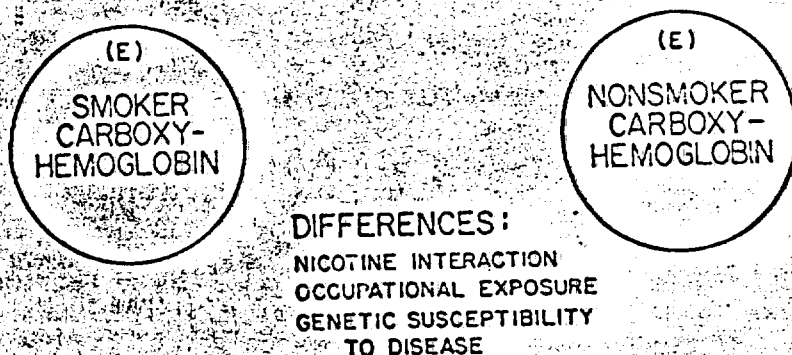 (E)
SMOKER
CARBOXY-
HEMOGLOBIN
(E)
NONSMOKER
CARBOXY-
HEMOGLOBIN
DIFFERENCES:
NICOTINE INTERACTION
OCCUPATIONAL EXPOSURE
GENETIC SUSCEPTIBILITY
TO DISEASE